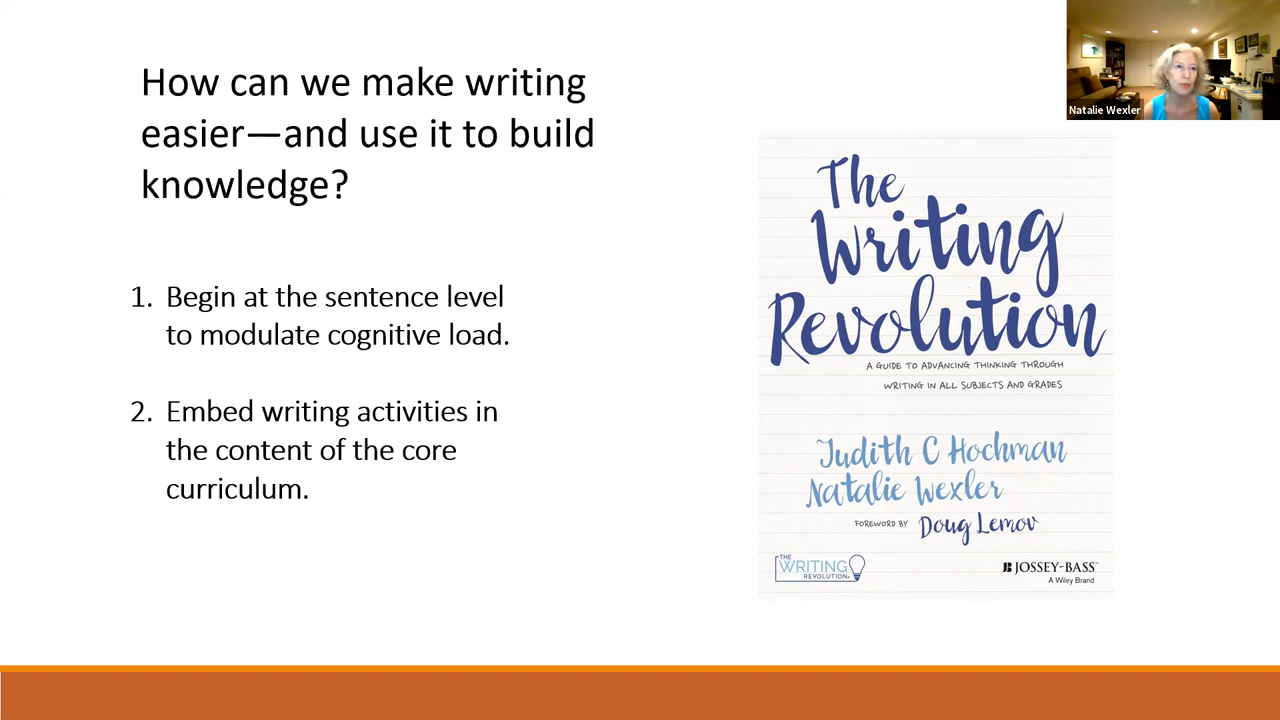 How can we make writing
easier—and use it to build
knowledge?
1. Begin at the sentence level
to modulate cognitive load.
2. Embed writing activities in
the content of the core
curriculum.
Natalie Wexler
The
Writing
Revolution
A GUIDE TO ADVANCING THINKING THROUGH
WRITING IN ALL SUBJECTS AND GRADES
Judith C Hochman
Natalie Wexler
FOREWORD BY Doug Lemov
THE
WRITING
REVOLUTION
JB JOSSEY-BASS™
A Wiley Brand